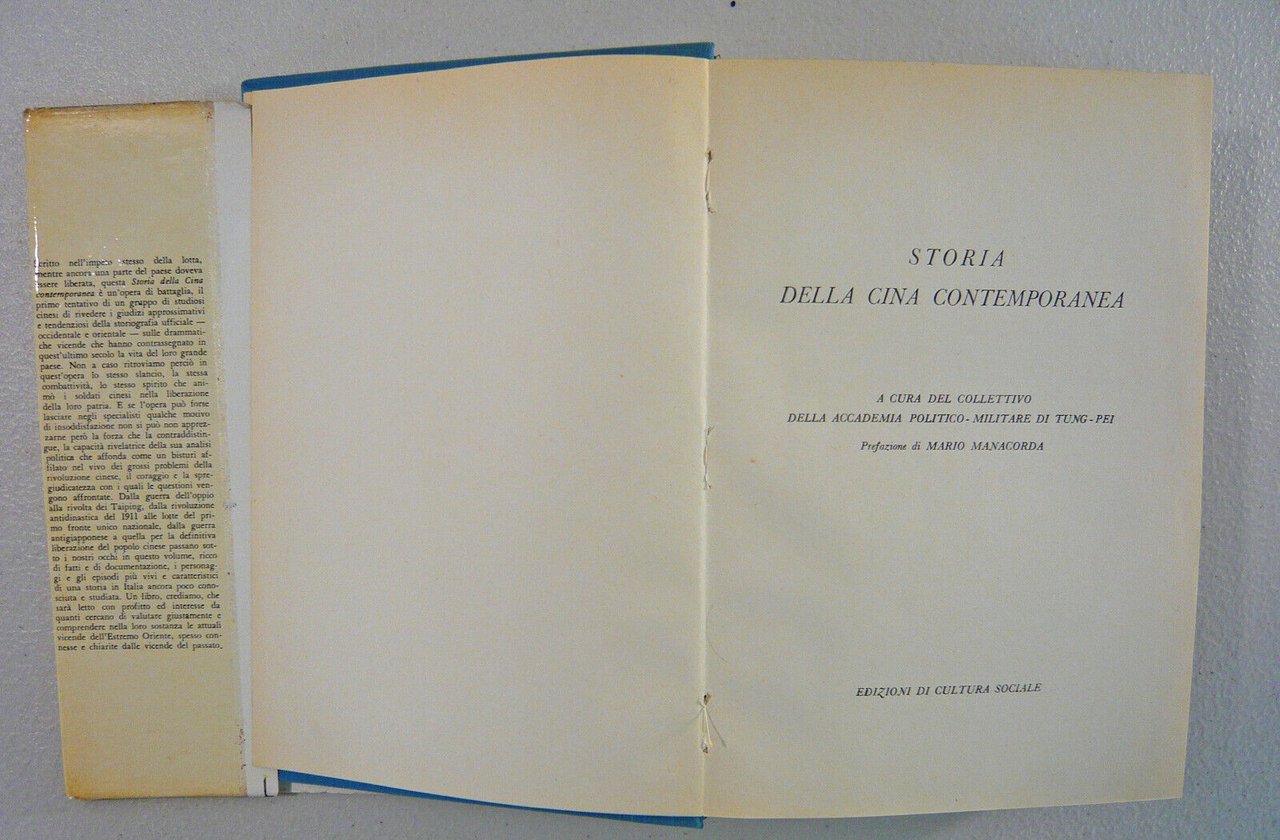 Scritto nell'impeto stesso della lotta,
mentre ancora una parte del paese doveva
essere liberata, questa Storia della Cina
contemporanea è un'opera di battaglia, il
primo tentativo di un gruppo di studiosi
cinesi di rivedere i giudizi approssimativi
e tendenziosi della storiografia ufficiale —
occidentale e orientale — sulle drammati-
che vicende che hanno contrassegnato in
quest'ultimo secolo la vita del loro grande
paese. Non a caso ritroviamo perciò in
quest'opera lo stesso slancio, la stessa
combattività, lo stesso spirito che ani-
mò i soldati cinesi nella liberazione
della loro patria. E se l'opera può forse
lasciare negli specialisti qualche motivo
di insoddisfazione non si può non apprez-
zarne però la forza che la contraddistin-
gue, la capacità rivelatrice della sua analisi
politica che affonda come un bisturi af-
filato nel vivo dei grossi problemi della
rivoluzione cinese, il coraggio e la spre-
giudicatezza con i quali le questioni ven-
gono affrontate. Dalla guerra dell'oppio
alla rivolta dei Taiping, dalla rivoluzione
antidinastica del 1911 alle lotte del pri-
mo fronte unico nazionale, dalla guerra
antigiapponese a quella per la definitiva
liberazione del popolo cinese passano sot-
to i nostri occhi in questo volume, ricco
di fatti e di documentazione, i personag-
gi e gli episodi più vivi e caratteristici
di una storia in Italia ancora poco cono-
sciuta e studiata. Un libro, crediamo, che
sarà letto con profitto ed interesse da
quanti cercano di valutare giustamente e
comprendere nella loro sostanza le attuali
vicende dell'Estremo Oriente, spesso con-
nesse e chiarite dalle vicende del passato.
STORIA
DELLA CINA CONTEMPORANEA
A CURA DEL COLLETTIVO
DELLA ACCADEMIA POLITICO-MILITARE DI TUNG-PEI
Prefazione di MARIO MANACORDA
EDIZIONI DI CULTURA SOCIALE